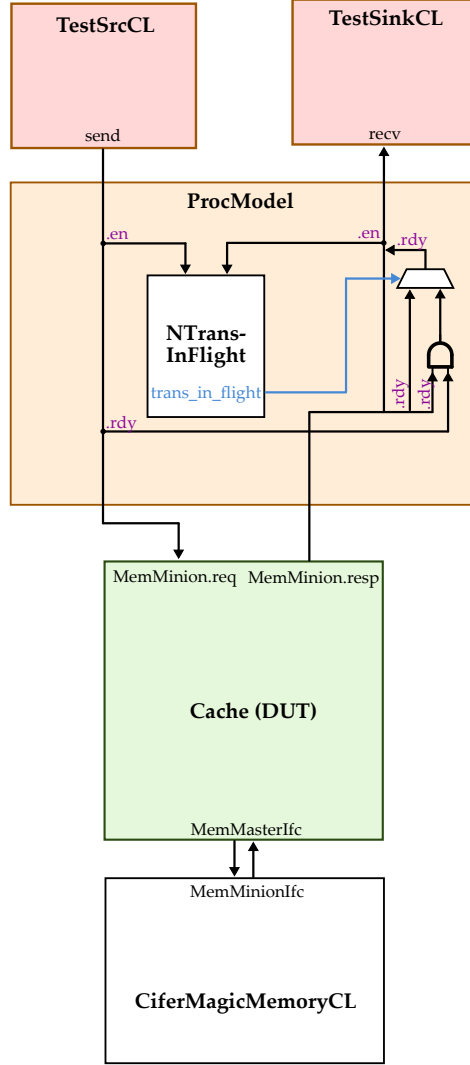 TestSrcCL
TestSinkCL
send
recv
ProcModel
.en
.en
.rdy
NTrans-
InFlight
trans_in_flight
.rdy
.rdy
.rdy
MemMinion.req
MemMinion.resp
Cache (DUT)
MemMasterIfc
MemMinionIfc
CiferMagicMemoryCL